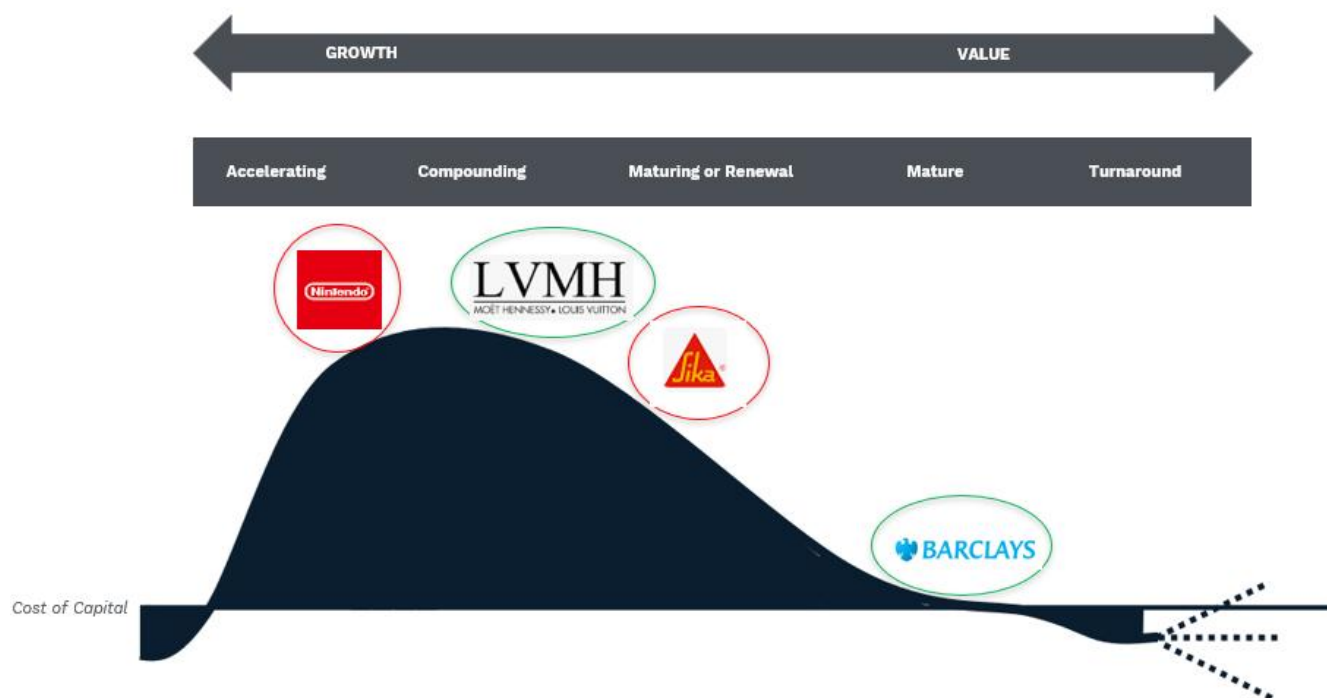 GROWTH VALUE
Accelerating Compounding Maturing or Renewal Mature Turnaround
Nintendo
LVMH
MOËT HENNESSY • LOUIS VUITTON
Sika®
BARCLAYS
Cost of Capital